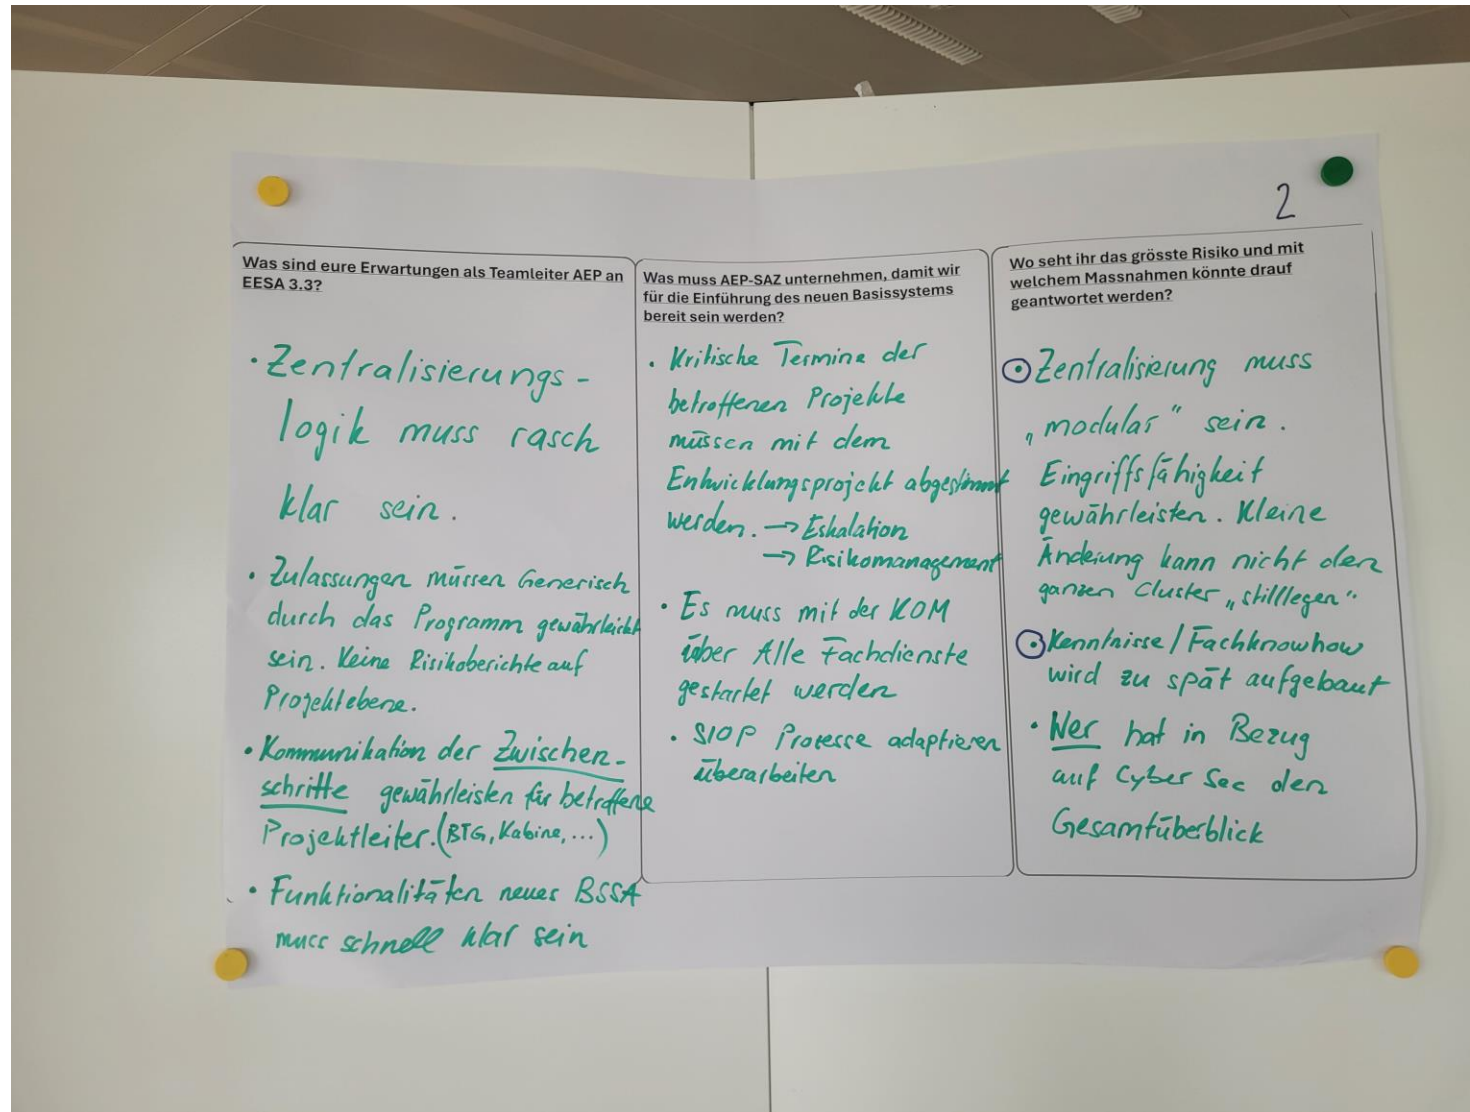 2
Was sind eure Erwartungen als Teamleiter AEP an
EESA 3.3?
• Zentralisierungs-
logik muss rasch
klar sein.
• Zulassungen müssen Generisch
durch das Programm gewährleistet
sein. Keine Risikoberichte auf
Projektebene.
• Kommunikation der Zwischen-
schritte gewährleisten für betroffene
Projektleiter. (BTG, Kabine, ...)
• Funktionalitäten neues BSSA
muss schnell klar sein
Was muss AEP-SAZ unternehmen, damit wir
für die Einführung des neuen Basissystems
bereit sein werden?
• Kritische Termine der
betroffenen Projekte
müssen mit dem
Entwicklungsprojekt abgestimmt
werden. → Eskalation
→ Risikomanagement
• Es muss mit der KOM
über Alle Fachdienste
gestartet werden
• SIOP Prozesse adaptieren
überarbeiten
Wo seht ihr das grösste Risiko und mit
welchem Massnahmen könnte drauf
geantwortet werden?
• Zentralisierung muss
„modular" sein.
Eingriffsfähigkeit
gewährleisten. Kleine
Änderung kann nicht den
ganzen Cluster „stilllegen"
• Kenntnisse/Fachknowhow
wird zu spät aufgebaut
• Wer hat in Bezug
auf Cyber Sec den
Gesamtüberblick